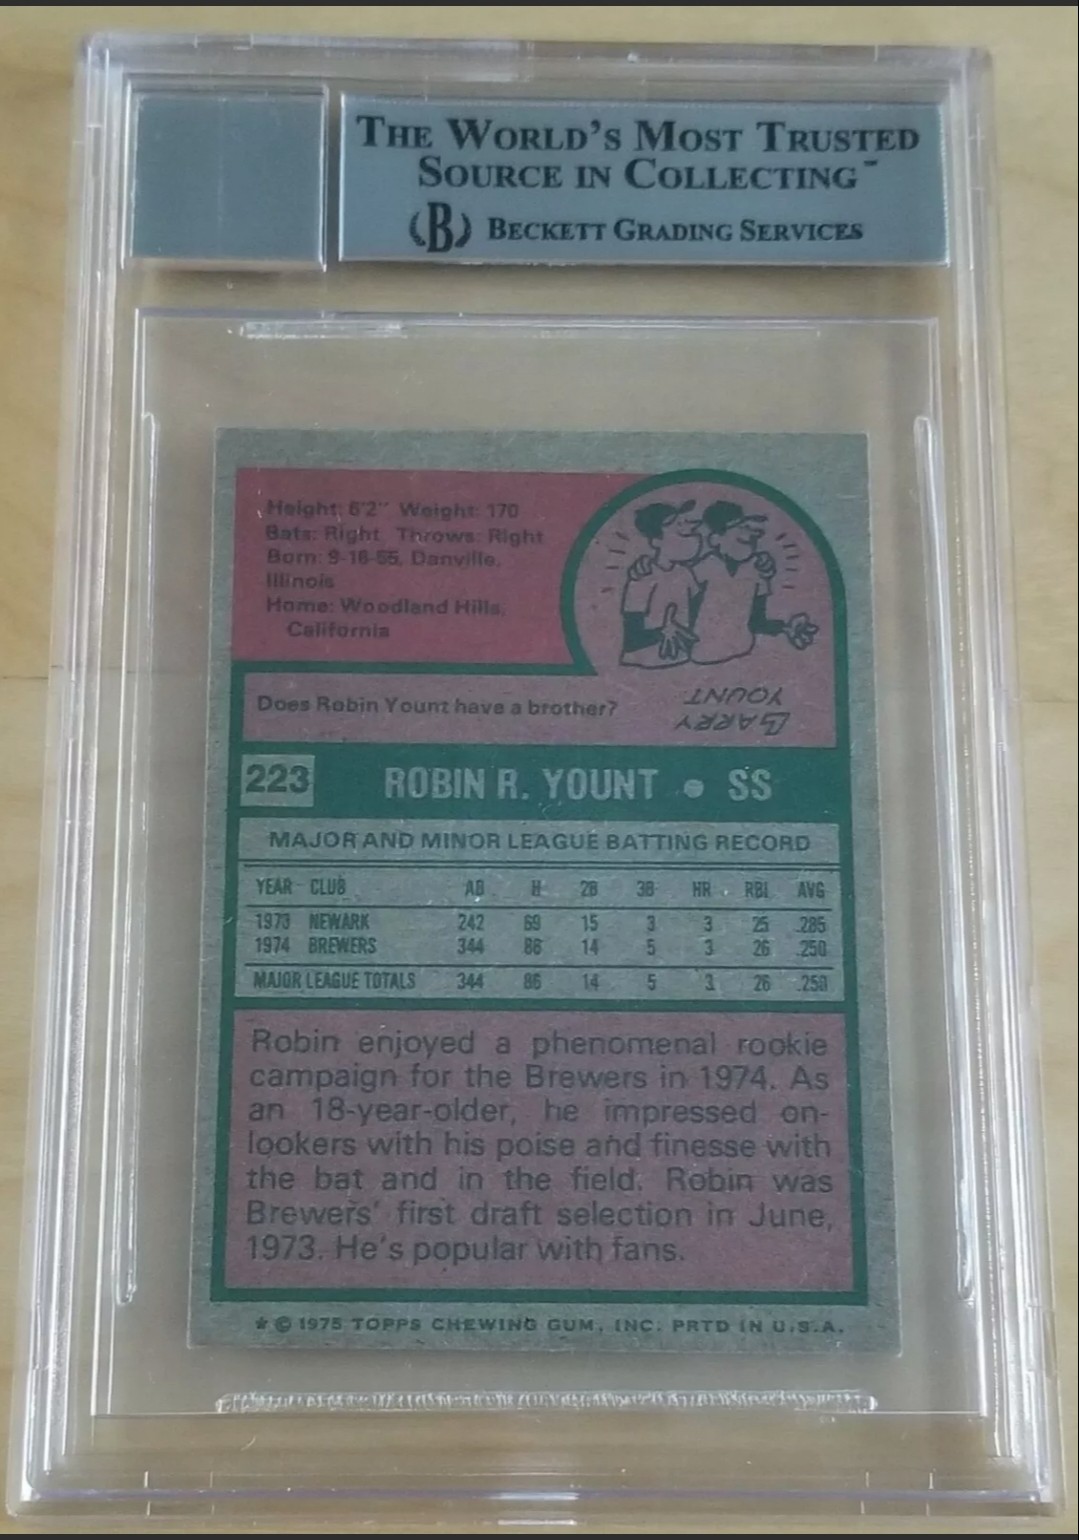 THE WORLD'S MOST TRUSTED
SOURCE IN COLLECTING™
B BECKETT GRADING SERVICES
Height: 6'2" Weight: 170
Bats: Right Throws: Right
Born: 9-16-55, Danville,
Illinois
Home: Woodland Hills,
California
Does Robin Yount have a brother?
LARRY
YOUNT
223 ROBIN R. YOUNT • SS
MAJOR AND MINOR LEAGUE BATTING RECORD
YEAR CLUB AB H 2B 3B HR RBI AVG
1973 NEWARK 242 69 15 3 3 25 .285
1974 BREWERS 344 86 14 5 3 26 .250
MAJOR LEAGUE TOTALS 344 86 14 5 3 26 .250
Robin enjoyed a phenomenal rookie
campaign for the Brewers in 1974. As
an 18-year-older, he impressed on-
lookers with his poise and finesse with
the bat and in the field. Robin was
Brewers' first draft selection in June,
1973. He's popular with fans.
* © 1975 TOPPS CHEWING GUM, INC. PRTD IN U.S.A.